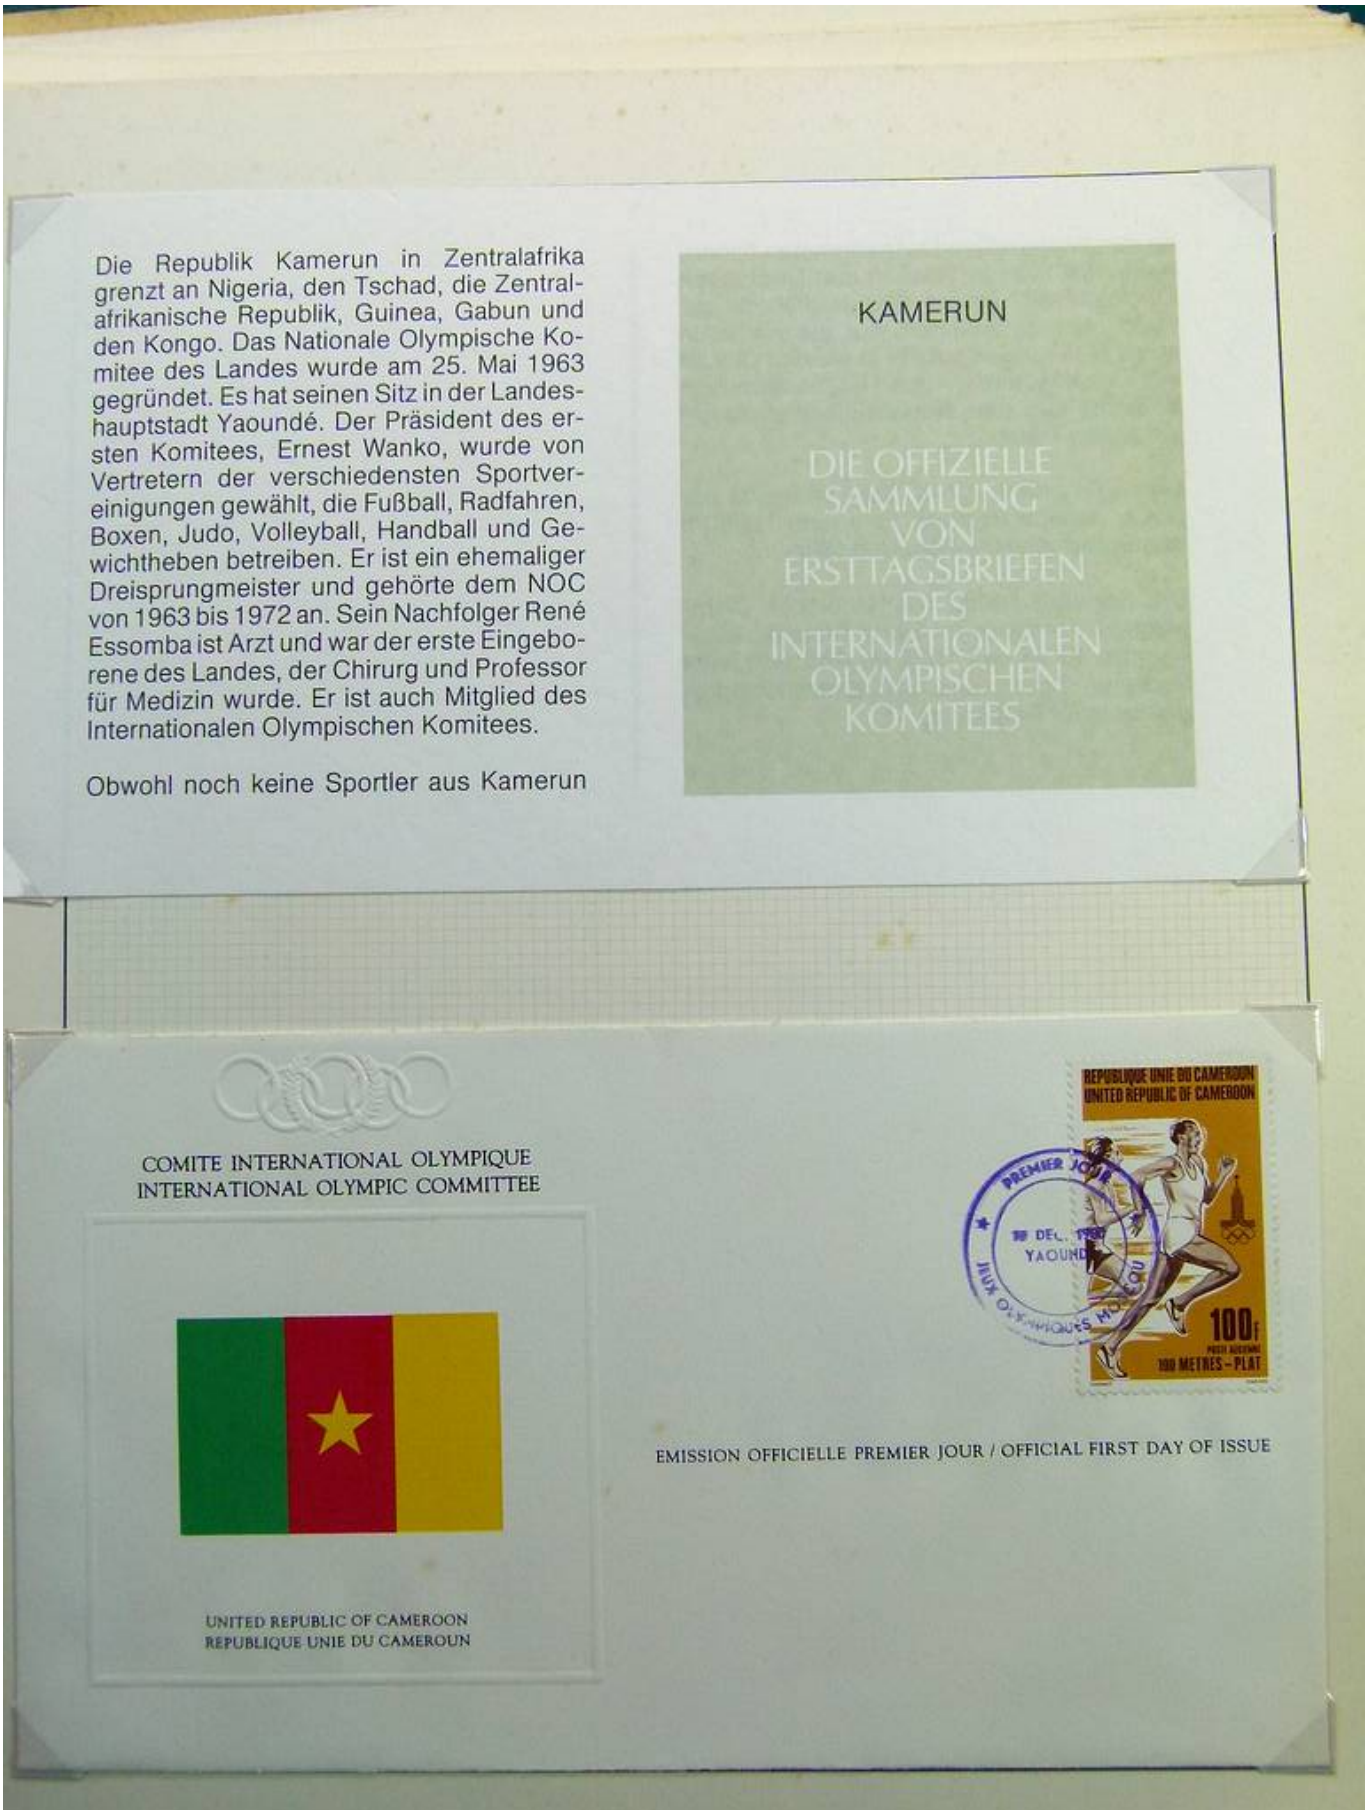 Die Republik Kamerun in Zentralafrika
grenzt an Nigeria, den Tschad, die Zentral-
afrikanische Republik, Guinea, Gabun und
den Kongo. Das Nationale Olympische Ko-
mitee des Landes wurde am 25. Mai 1963
gegründet. Es hat seinen Sitz in der Landes-
hauptstadt Yaoundé. Der Präsident des er-
sten Komitees, Ernest Wanko, wurde von
Vertretern der verschiedensten Sportver-
einigungen gewählt, die Fußball, Radfahren,
Boxen, Judo, Volleyball, Handball und Ge-
wichtheben betreiben. Er ist ein ehemaliger
Dreisprungmeister und gehörte dem NOC
von 1963 bis 1972 an. Sein Nachfolger René
Essomba ist Arzt und war der erste Eingebo-
rene des Landes, der Chirurg und Professor
für Medizin wurde. Er ist auch Mitglied des
Internationalen Olympischen Komitees.
Obwohl noch keine Sportler aus Kamerun
KAMERUN
DIE OFFIZIELLE
SAMMLUNG
VON
ERSTTAGSBRIEFEN
DES
INTERNATIONALEN
OLYMPISCHEN
KOMITEES
COMITE INTERNATIONAL OLYMPIQUE
INTERNATIONAL OLYMPIC COMMITTEE
UNITED REPUBLIC OF CAMEROON
REPUBLIQUE UNIE DU CAMEROUN
REPUBLIQUE UNIE DU CAMEROUN
UNITED REPUBLIC OF CAMEROON
PREMIER JOUR
DEC.
YAOUNDE
JEUX OLYMPIQUES MOSCOU
100F
POSTE AERIENNE
100 METRES - PLAT
EMISSION OFFICIELLE PREMIER JOUR / OFFICIAL FIRST DAY OF ISSUE